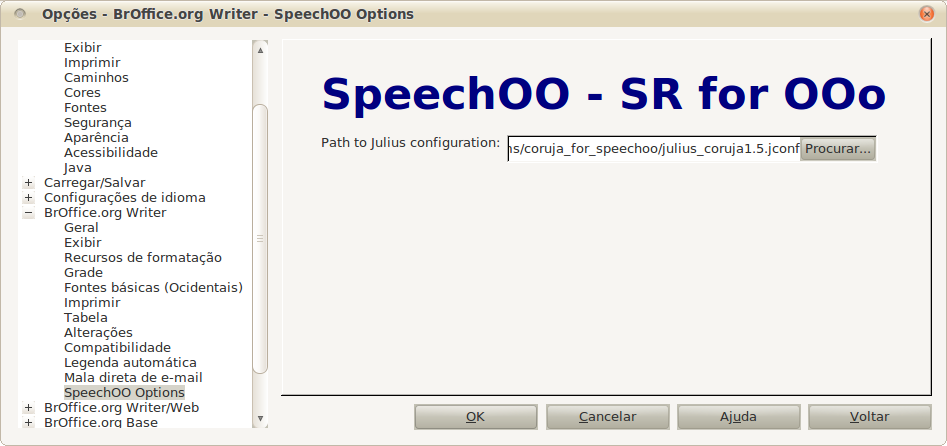 Opções - BrOffice.org Writer - SpeechOO Options
Exibir
Imprimir
Caminhos
Cores
Fontes
Segurança
Aparência
Acessibilidade
Java
Carregar/Salvar
Configurações de idioma
BrOffice.org Writer
Geral
Exibir
Recursos de formatação
Grade
Fontes básicas (Ocidentais)
Imprimir
Tabela
Alterações
Compatibilidade
Legenda automática
Mala direta de e-mail
SpeechOO Options
BrOffice.org Writer/Web
BrOffice.org Base
SpeechOO - SR for OOo
Path to Julius configuration: ns/coruja_for_speechoo/julius_coruja1.5.jconf Procurar...
OK Cancelar Ajuda Voltar